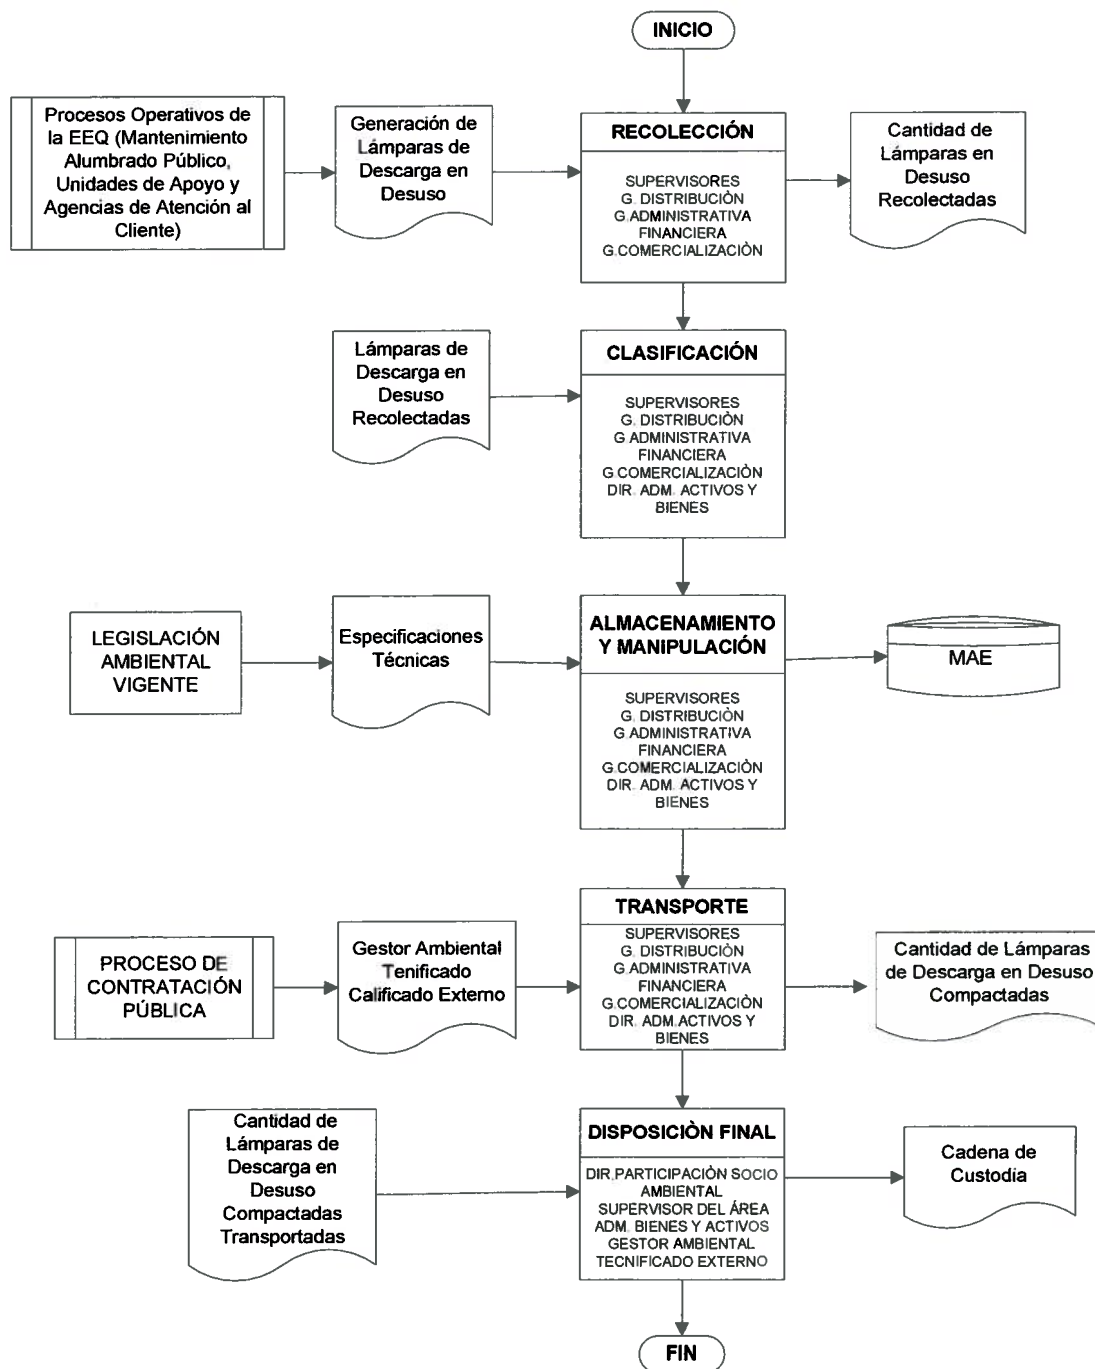 INICIO
Procesos Operativos de
la EEQ (Mantenimiento
Alumbrado Público,
Unidades de Apoyo y
Agencias de Atención al
Cliente)
Generación de
Lámparas de
Descarga en
Desuso
RECOLECCIÓN
SUPERVISORES
G. DISTRIBUCIÒN
G.ADMINISTRATIVA
FINANCIERA
G.COMERCIALIZACIÒN
Cantidad de
Lámparas en
Desuso
Recolectadas
Lámparas de
Descarga en
Desuso
Recolectadas
CLASIFICACIÓN
SUPERVISORES
G. DISTRIBUCIÒN
G.ADMINISTRATIVA
FINANCIERA
G.COMERCIALIZACIÒN
DIR. ADM. ACTIVOS Y
BIENES
LEGISLACIÓN
AMBIENTAL
VIGENTE
Especificaciones
Técnicas
ALMACENAMIENTO
Y MANIPULACIÓN
SUPERVISORES
G. DISTRIBUCIÒN
G.ADMINISTRATIVA
FINANCIERA
G.COMERCIALIZACIÒN
DIR. ADM. ACTIVOS Y
BIENES
MAE
PROCESO DE
CONTRATACIÓN
PÚBLICA
Gestor Ambiental
Tenificado
Calificado Externo
TRANSPORTE
SUPERVISORES
G. DISTRIBUCIÒN
G.ADMINISTRATIVA
FINANCIERA
G.COMERCIALIZACIÒN
DIR. ADM.ACTIVOS Y
BIENES
Cantidad de Lámparas
de Descarga en Desuso
Compactadas
Cantidad de
Lámparas de
Descarga en
Desuso
Compactadas
Transportadas
DISPOSICIÒN FINAL
DIR.PARTICIPACIÒN SOCIO
AMBIENTAL
SUPERVISOR DEL ÁREA
ADM. BIENES Y ACTIVOS
GESTOR AMBIENTAL
TECNIFICADO EXTERNO
Cadena de
Custodía
FIN